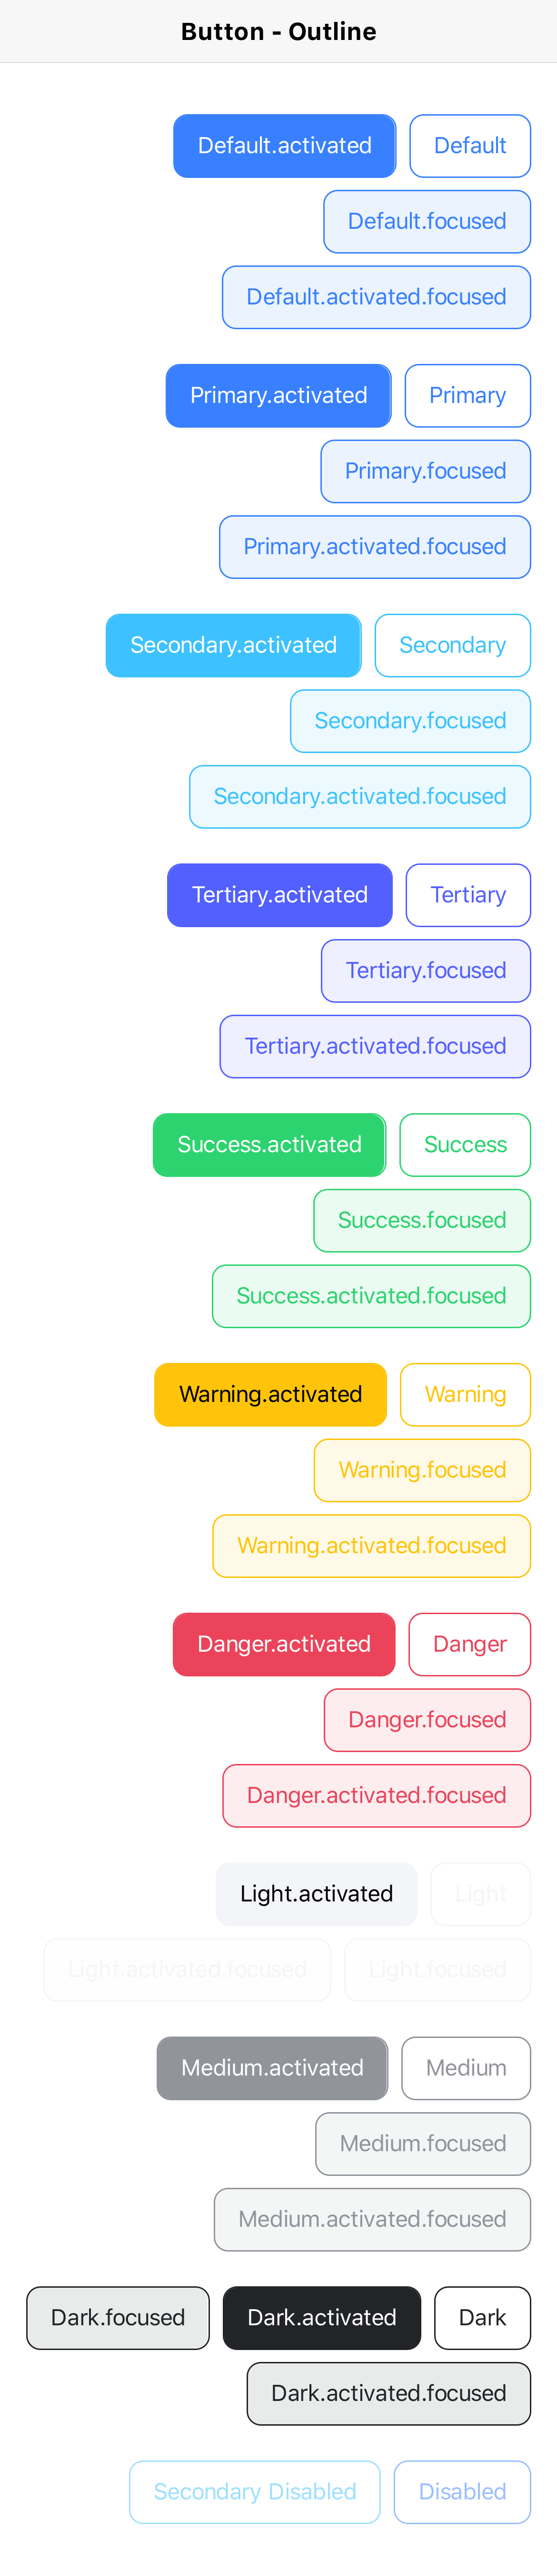 Button - Outline
Default Default.activated
Default.focused
Default.activated.focused
Primary Primary.activated
Primary.focused
Primary.activated.focused
Secondary Secondary.activated
Secondary.focused
Secondary.activated.focused
Tertiary Tertiary.activated
Tertiary.focused
Tertiary.activated.focused
Success Success.activated
Success.focused
Success.activated.focused
Warning Warning.activated
Warning.focused
Warning.activated.focused
Danger Danger.activated
Danger.focused
Danger.activated.focused
Light Light.activated
Light.focused Light.activated.focused
Medium Medium.activated
Medium.focused
Medium.activated.focused
Dark Dark.activated Dark.focused
Dark.activated.focused
Disabled Secondary Disabled